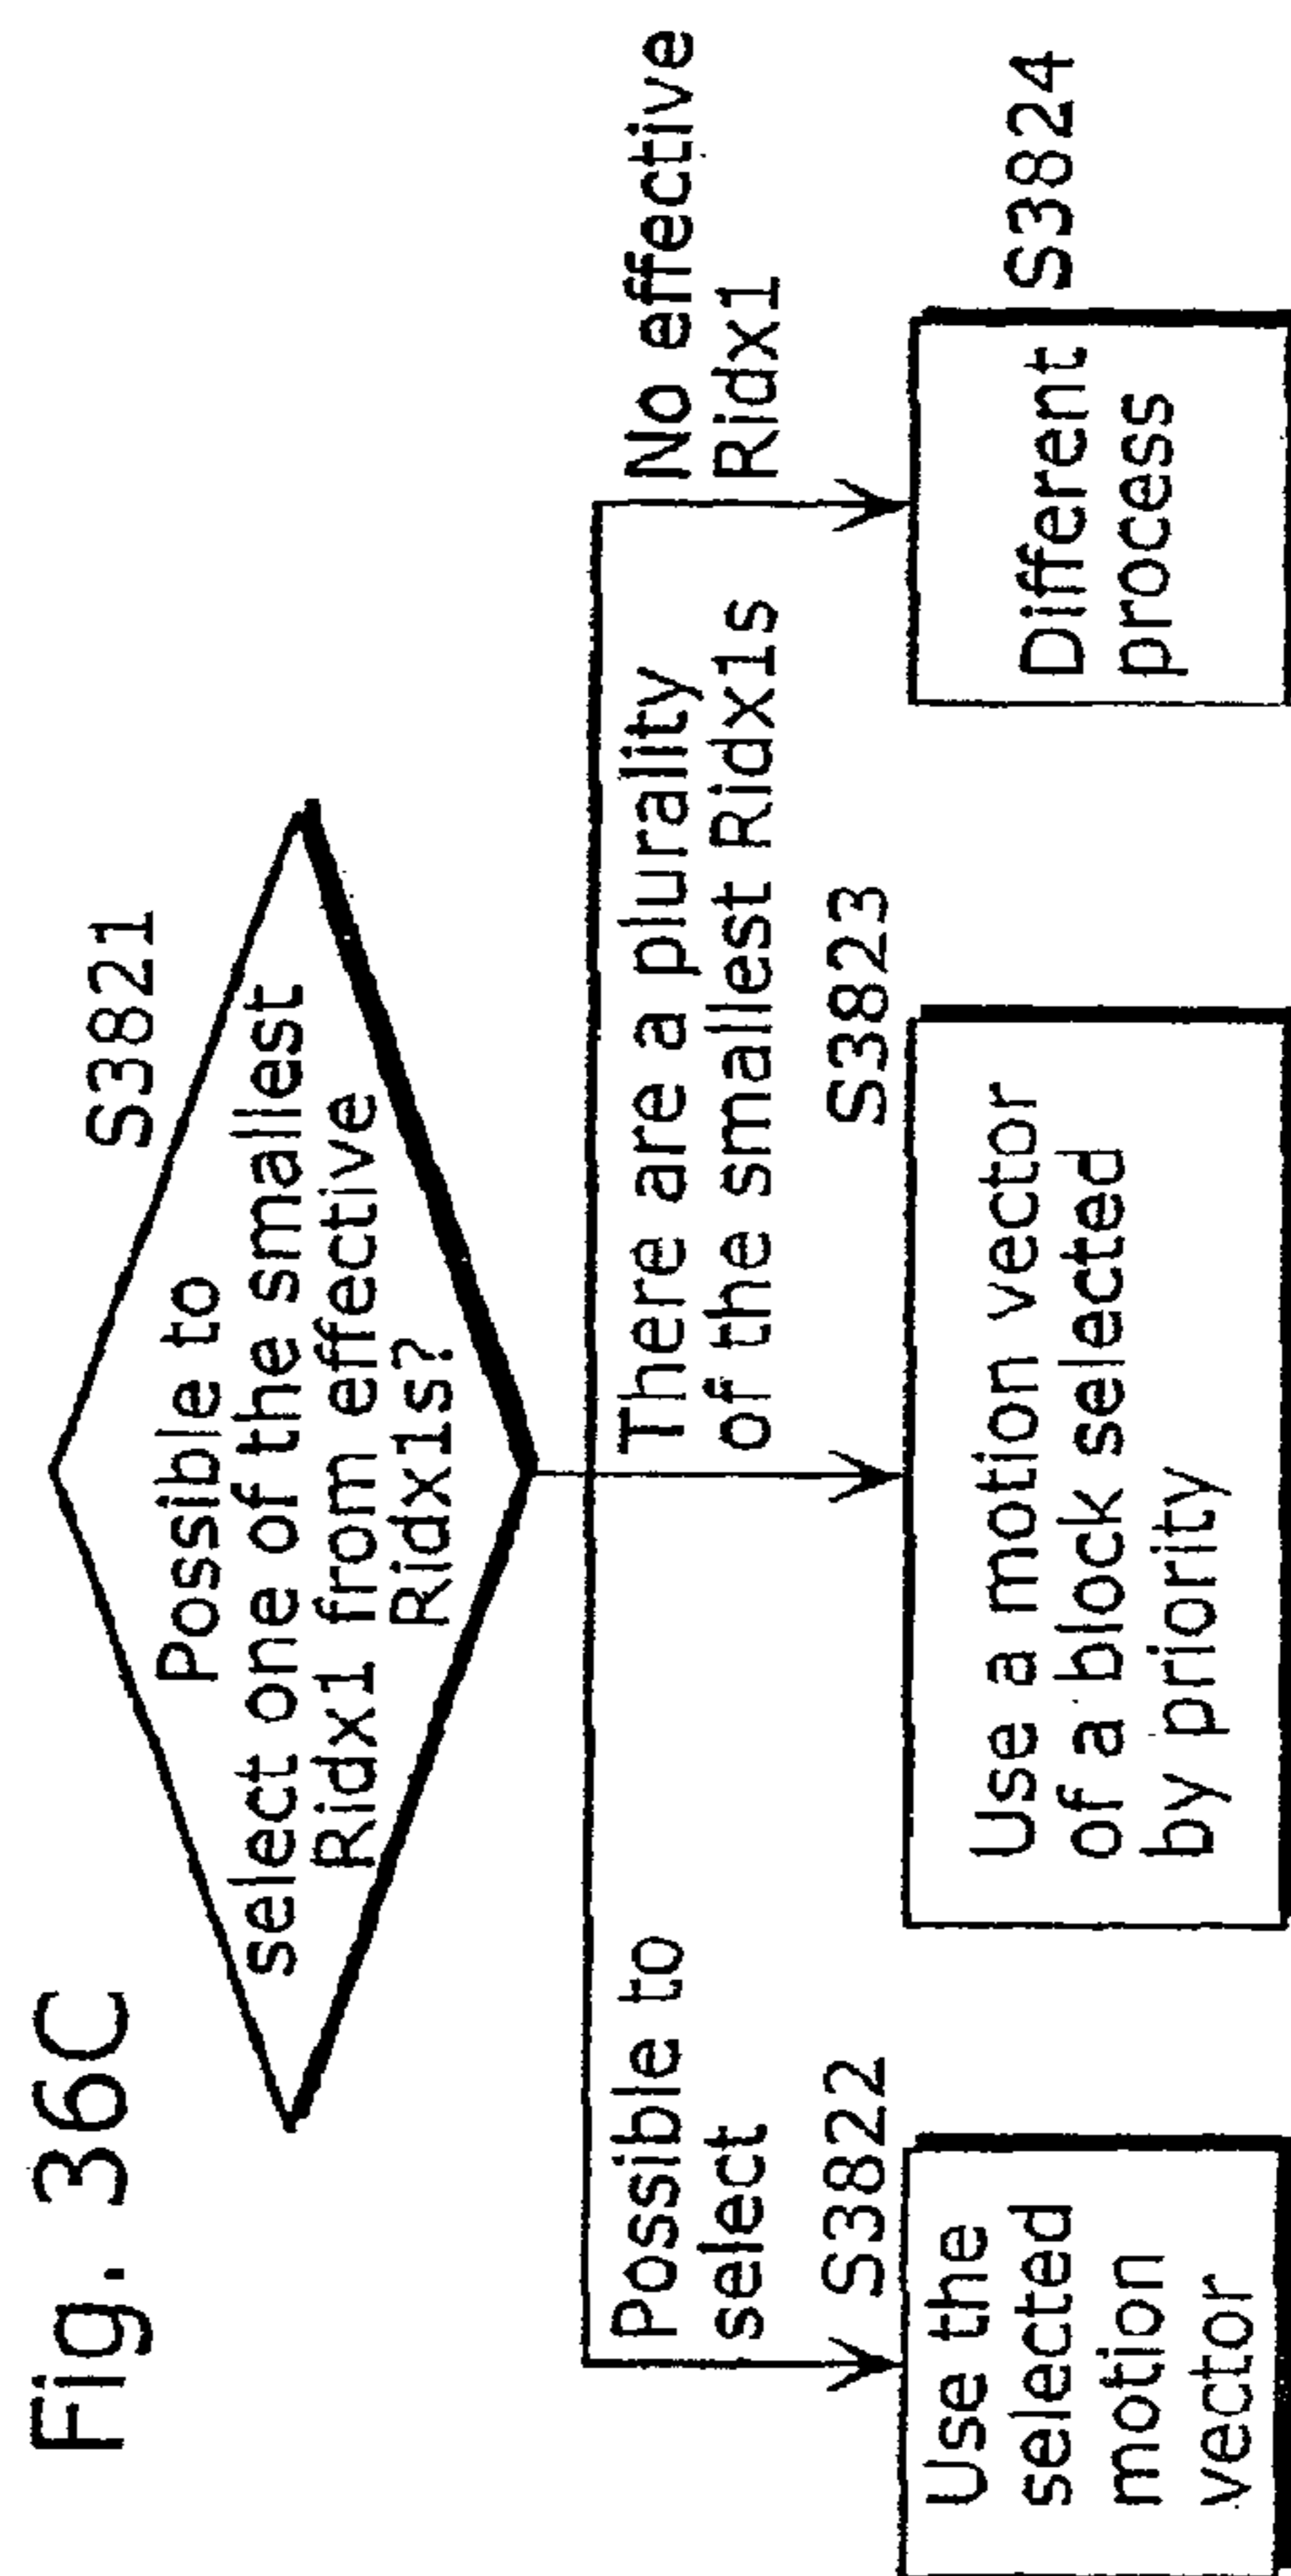 Fig. 36C
S3821
Possible to
select one of the smallest
Ridx1 from effective
Ridx1s?
Possible to
select
There are a plurality
of the smallest Ridx1s
No effective
Ridx1
S3822
Use the
selected
motion
vector
S3823
Use a motion vector
of a block selected
by priority
S3824
Different
process